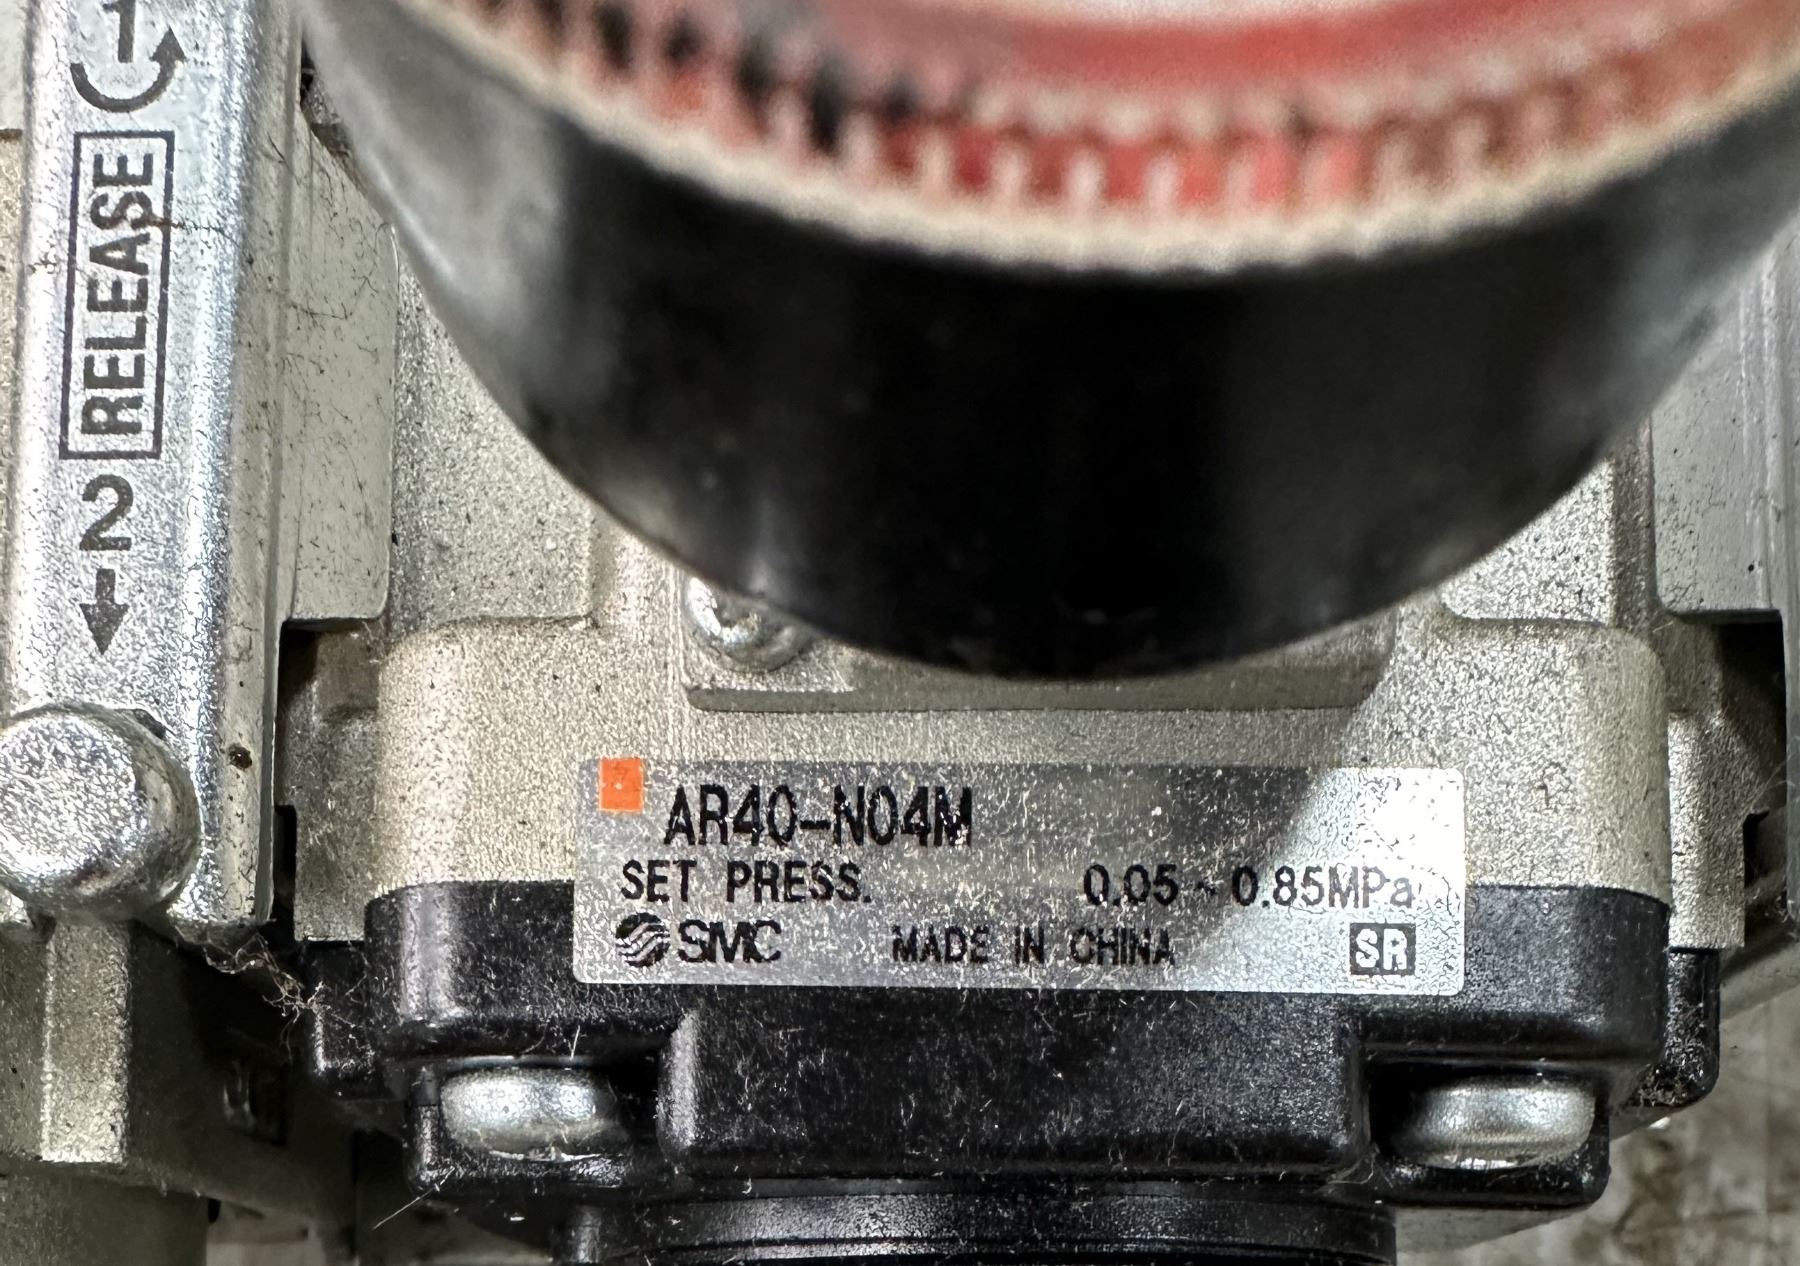 1
RELEASE
2
AR40-N04M
SET PRESS. 0.05 ~ 0.85MPa
SMC MADE IN CHINA SR